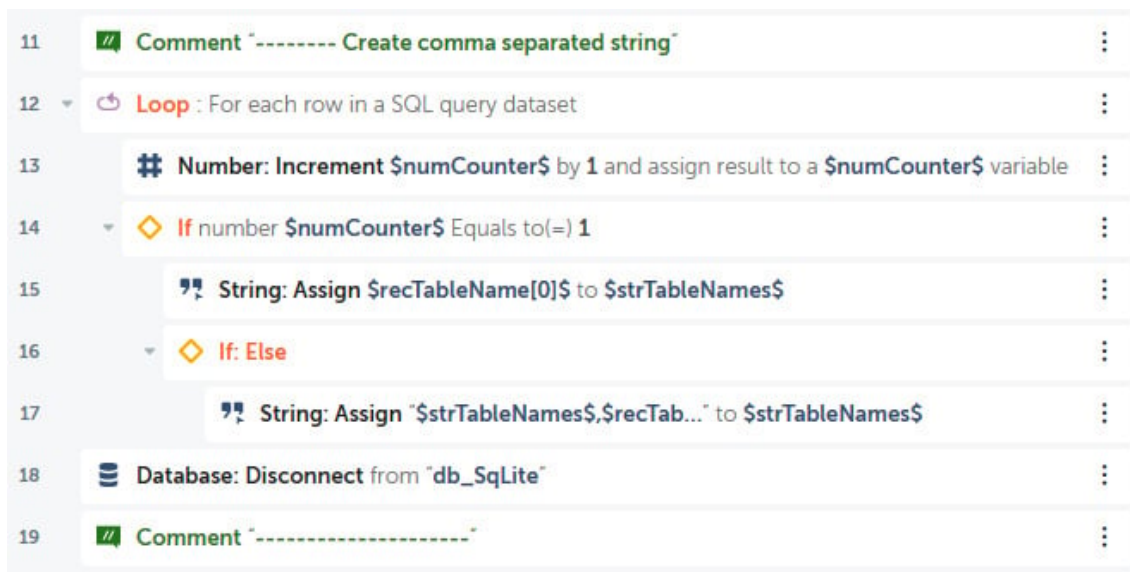 11 Comment "-------- Create comma separated string"
12 Loop : For each row in a SQL query dataset
13 Number: Increment $numCounter$ by 1 and assign result to a $numCounter$ variable
14 If number $numCounter$ Equals to(=) 1
15 String: Assign $recTableName[0]$ to $strTableNames$
16 If: Else
17 String: Assign "$strTableNames$,$recTab..." to $strTableNames$
18 Database: Disconnect from "db_SqLite"
19 Comment "---------------------"